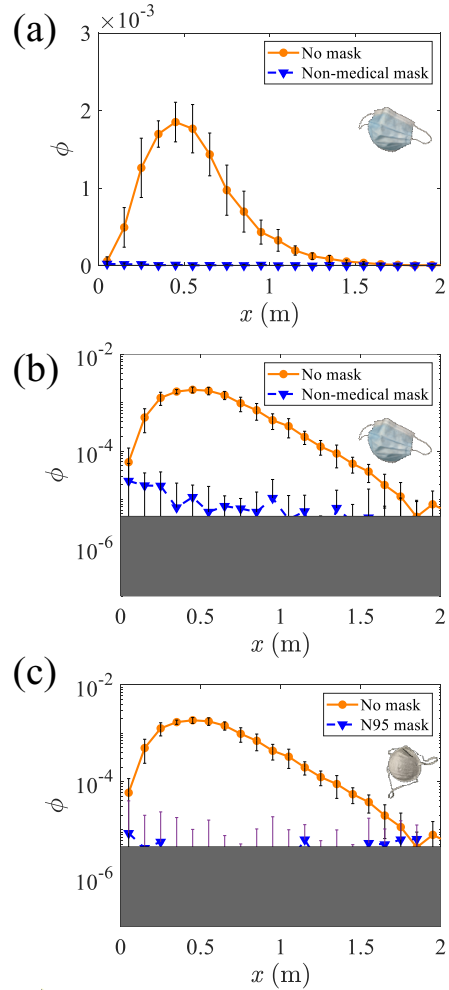 (a)
×10⁻³
3
2
1
0
ϕ
No mask
Non-medical mask
0 0.5 1 1.5 2
x (m)
(b)
10⁻²
10⁻⁴
10⁻⁶
ϕ
No mask
Non-medical mask
0 0.5 1 1.5 2
x (m)
(c)
10⁻²
10⁻⁴
10⁻⁶
ϕ
No mask
N95 mask
0 0.5 1 1.5 2
x (m)